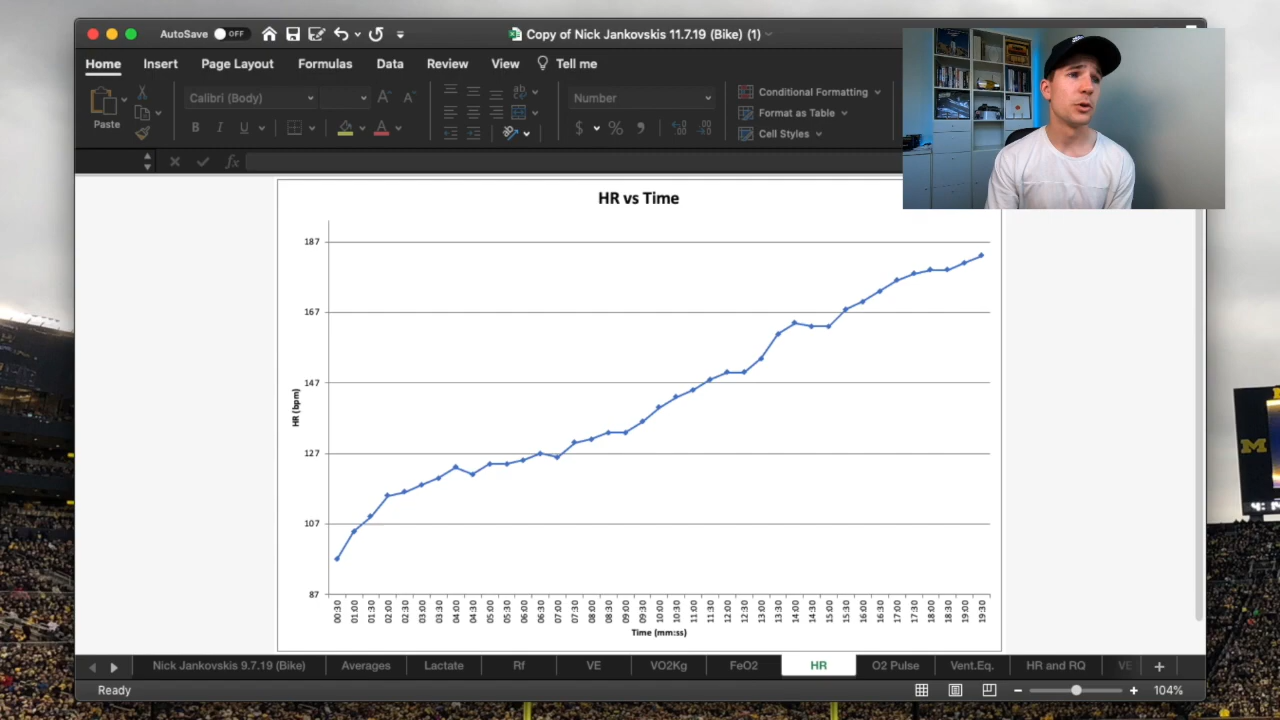 AutoSave OFF Copy of Nick Jankovskis 11.7.19 (Bike) (1)
Home Insert Page Layout Formulas Data Review View Tell me
Paste Calibri (Body) A A Number $ % Conditional Formatting
B I U A Format as Table
Cell Styles
fx
HR vs Time
187
167
147
127
107
87
HR (bpm)
00:30 01:00 01:30 02:00 02:30 03:00 03:30 04:00 04:30 05:00 05:30 06:00 06:30 07:00 07:30 08:00 08:30 09:00 09:30 10:00 10:30 11:00 11:30 12:00 12:30 13:00 13:30 14:00 14:30 15:00 15:30 16:00 16:30 17:00 17:30 18:00 18:30 19:00 19:30
Time (mm:ss)
Nick Jankovskis 9.7.19 (Bike) Averages Lactate Rf VE VO2Kg FeO2 HR O2 Pulse Vent.Eq. HR and RQ VE
Ready 104%
M
M